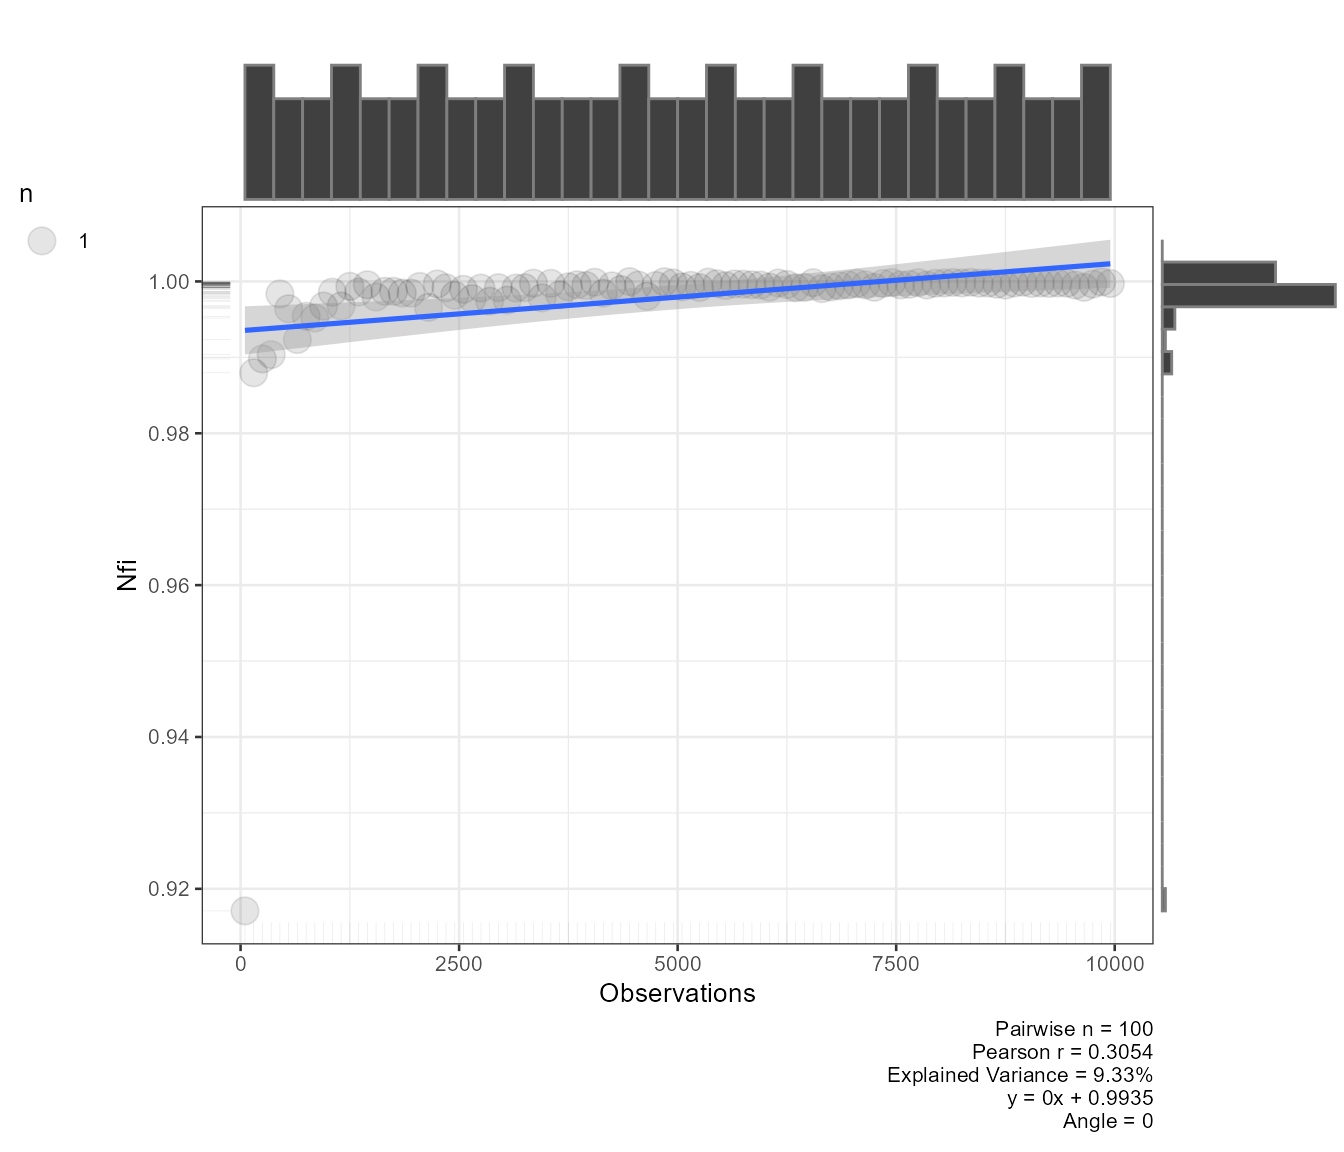 n
1
1.00
0.98
0.96
0.94
0.92
Nfi
0 2500 5000 7500 10000
Observations
Pairwise n = 100
Pearson r = 0.3054
Explained Variance = 9.33%
y = 0x + 0.9935
Angle = 0